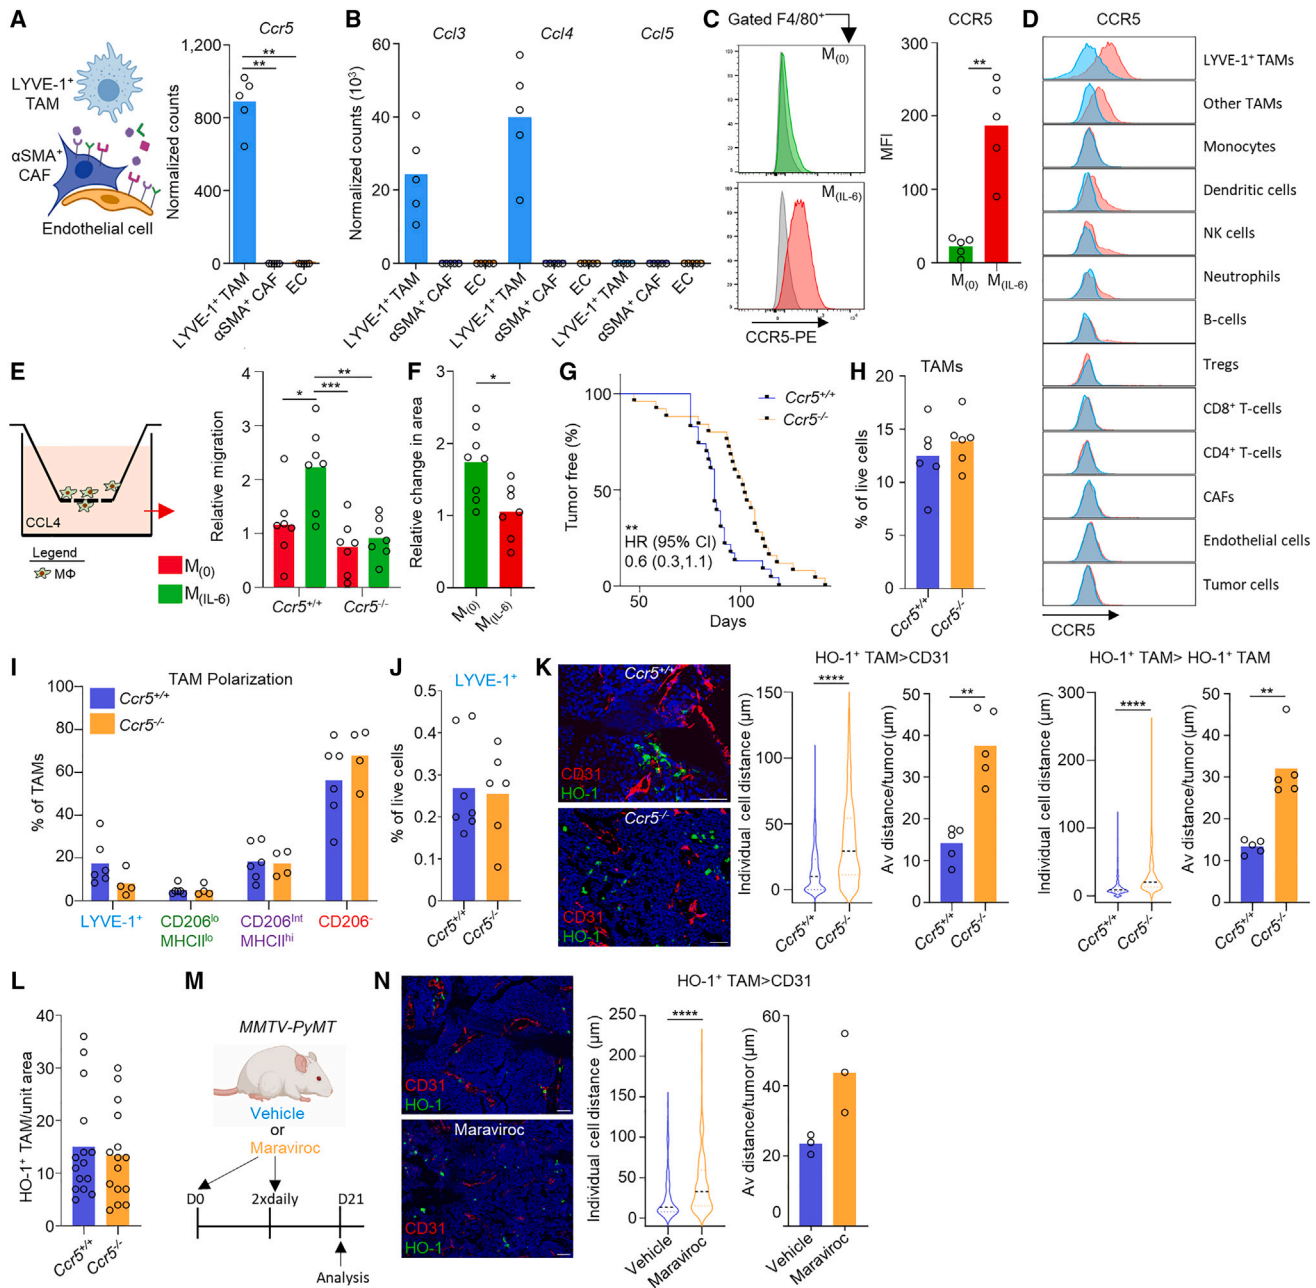 A
LYVE-1+
TAM
αSMA+
CAF
Endothelial cell
Ccr5
Normalized counts
1,200
800
400
0
**
**
LYVE-1+ TAM
αSMA+ CAF
EC
B
Ccl3
Ccl4
Ccl5
Normalized counts (10³)
60
40
20
0
LYVE-1+ TAM
αSMA+ CAF
EC
LYVE-1+ TAM
αSMA+ CAF
EC
LYVE-1+ TAM
αSMA+ CAF
EC
C
Gated F4/80+
M(0)
M(IL-6)
CCR5-PE
CCR5
MFI
300
200
100
0
**
M(0)
M(IL-6)
D
CCR5
LYVE-1+ TAMs
Other TAMs
Monocytes
Dendritic cells
NK cells
Neutrophils
B-cells
Tregs
CD8+ T-cells
CD4+ T-cells
CAFs
Endothelial cells
Tumor cells
CCR5
E
CCL4
Legend
MΦ
M(0)
M(IL-6)
Relative migration
4
3
2
1
0
**
***
*
Ccr5+/+
Ccr5-/-
F
Relative change in area
3
2
1
0
*
M(0)
M(IL-6)
G
Tumor free (%)
100
50
0
Ccr5+/+
Ccr5-/-
**
HR (95% CI)
0.6 (0.3,1.1)
50
100
Days
H
TAMs
% of live cells
20
15
10
5
0
Ccr5+/+
Ccr5-/-
I
TAM Polarization
% of TAMs
100
80
60
40
20
0
Ccr5+/+
Ccr5-/-
LYVE-1+
CD206lo
MHCIIlo
CD206Int
MHCIIhi
CD206-
J
LYVE-1+
% of live cells
0.5
0.4
0.3
0.2
0.1
0
Ccr5+/+
Ccr5-/-
K
Ccr5+/+
CD31
HO-1
Ccr5-/-
CD31
HO-1
HO-1+ TAM>CD31
Individual cell distance (µm)
150
100
50
0
****
Ccr5+/+
Ccr5-/-
Av distance/tumor (µm)
50
40
30
20
10
0
**
Ccr5+/+
Ccr5-/-
HO-1+ TAM> HO-1+ TAM
Individual cell distance (µm)
300
200
100
0
****
Ccr5+/+
Ccr5-/-
Av distance/tumor (µm)
50
40
30
20
10
0
**
Ccr5+/+
Ccr5-/-
L
HO-1+ TAM/unit area
40
30
20
10
0
Ccr5+/+
Ccr5-/-
M
MMTV-PyMT
Vehicle
or
Maraviroc
D0
2xdaily
D21
Analysis
N
CD31
HO-1
Maraviroc
CD31
HO-1
HO-1+ TAM>CD31
Individual cell distance (µm)
250
200
150
100
50
0
****
Vehicle
Maraviroc
Av distance/tumor (µm)
60
40
20
0
Vehicle
Maraviroc